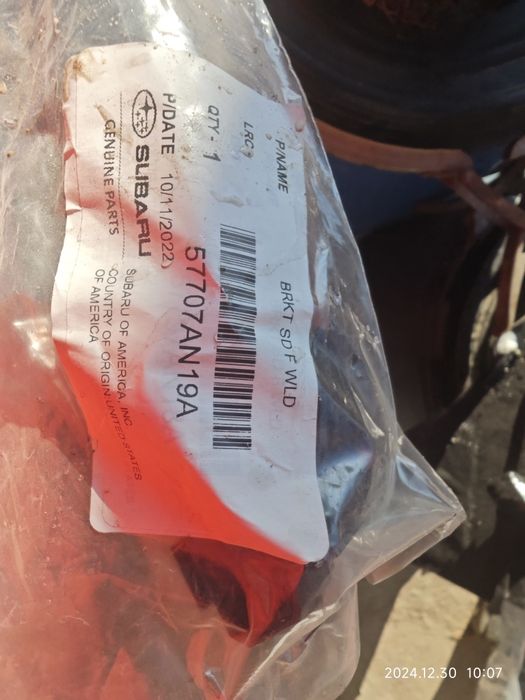 P/NAME BRKT SD F WLD
LRC
QTY - 1
57707AN19A
P/DATE 10/11/2022
SUBARU
GENUINE PARTS
SUBARU OF AMERICA, INC.
COUNTRY OF ORIGIN UNITED STATES
OF AMERICA
2024.12.30 10:07